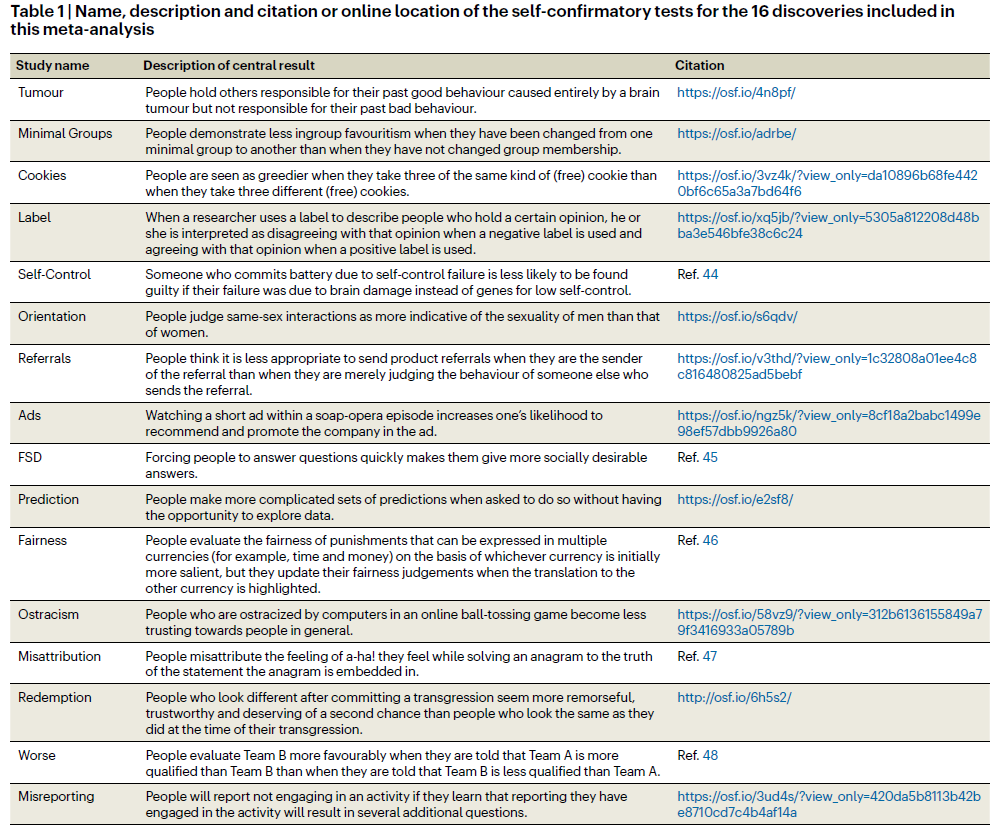 Table 1 | Name, description and citation or online location of the self-confirmatory tests for the 16 discoveries included in
this meta-analysis
Study name Description of central result Citation
Tumour People hold others responsible for their past good behaviour caused entirely by a brain https://osf.io/4n8pf/
tumour but not responsible for their past bad behaviour.
Minimal Groups People demonstrate less ingroup favouritism when they have been changed from one https://osf.io/adrbe/
minimal group to another than when they have not changed group membership.
Cookies People are seen as greedier when they take three of the same kind of (free) cookie than https://osf.io/3vz4k/?view_only=da10896b68fe442
when they take three different (free) cookies. 0bf6c65a3a7bd64f6
Label When a researcher uses a label to describe people who hold a certain opinion, he or https://osf.io/xq5jb/?view_only=5305a812208d48b
she is interpreted as disagreeing with that opinion when a negative label is used and ba3e546bfe38c6c24
agreeing with that opinion when a positive label is used.
Self-Control Someone who commits battery due to self-control failure is less likely to be found Ref. 44
guilty if their failure was due to brain damage instead of genes for low self-control.
Orientation People judge same-sex interactions as more indicative of the sexuality of men than that https://osf.io/s6qdv/
of women.
Referrals People think it is less appropriate to send product referrals when they are the sender https://osf.io/v3thd/?view_only=1c32808a01ee4c8
of the referral than when they are merely judging the behaviour of someone else who c816480825ad5bebf
sends the referral.
Ads Watching a short ad within a soap-opera episode increases one's likelihood to https://osf.io/ngz5k/?view_only=8cf18a2babc1499e
recommend and promote the company in the ad. 98ef57dbb9926a80
FSD Forcing people to answer questions quickly makes them give more socially desirable Ref. 45
answers.
Prediction People make more complicated sets of predictions when asked to do so without having https://osf.io/e2sf8/
the opportunity to explore data.
Fairness People evaluate the fairness of punishments that can be expressed in multiple Ref. 46
currencies (for example, time and money) on the basis of whichever currency is initially
more salient, but they update their fairness judgements when the translation to the
other currency is highlighted.
Ostracism People who are ostracized by computers in an online ball-tossing game become less https://osf.io/58vz9/?view_only=312b6136155849a7
trusting towards people in general. 9f3416933a05789b
Misattribution People misattribute the feeling of a-ha! they feel while solving an anagram to the truth Ref. 47
of the statement the anagram is embedded in.
Redemption People who look different after committing a transgression seem more remorseful, http://osf.io/6h5s2/
trustworthy and deserving of a second chance than people who look the same as they
did at the time of their transgression.
Worse People evaluate Team B more favourably when they are told that Team A is more Ref. 48
qualified than Team B than when they are told that Team B is less qualified than Team A.
Misreporting People will report not engaging in an activity if they learn that reporting they have https://osf.io/3ud4s/?view_only=420da5b8113b42b
engaged in the activity will result in several additional questions. e8710cd7c4b4af14a